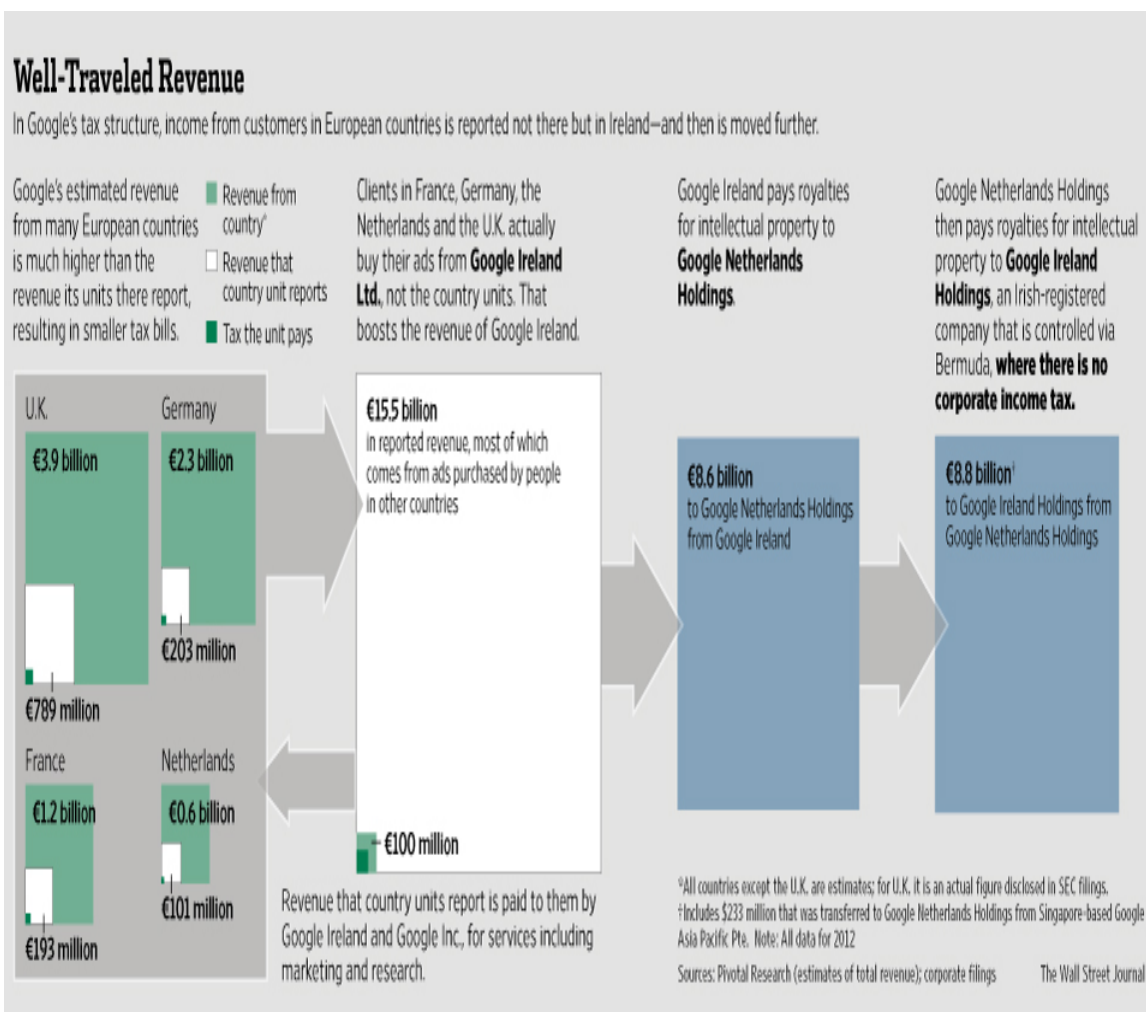 Well-Traveled Revenue
In Google's tax structure, income from customers in European countries is reported not there but in Ireland—and then is moved further.
Google's estimated revenue
from many European countries
is much higher than the
revenue its units there report,
resulting in smaller tax bills.
Revenue from
country*
Revenue that
country unit reports
Tax the unit pays
Clients in France, Germany, the
Netherlands and the U.K. actually
buy their ads from Google Ireland
Ltd., not the country units. That
boosts the revenue of Google Ireland.
Google Ireland pays royalties
for intellectual property to
Google Netherlands
Holdings.
Google Netherlands Holdings
then pays royalties for intellectual
property to Google Ireland
Holdings, an Irish-registered
company that is controlled via
Bermuda, where there is no
corporate income tax.
U.K.
€3.9 billion
€789 million
Germany
€2.3 billion
€203 million
France
€1.2 billion
€193 million
Netherlands
€0.6 billion
€101 million
€15.5 billion
in reported revenue, most of which
comes from ads purchased by people
in other countries
€100 million
Revenue that country units report is paid to them by
Google Ireland and Google Inc., for services including
marketing and research.
€8.6 billion
to Google Netherlands Holdings
from Google Ireland
€8.8 billion†
to Google Ireland Holdings from
Google Netherlands Holdings
*All countries except the U.K. are estimates; for U.K. it is an actual figure disclosed in SEC filings.
†Includes $233 million that was transferred to Google Netherlands Holdings from Singapore-based Google
Asia Pacific Pte. Note: All data for 2012
Sources: Pivotal Research (estimates of total revenue); corporate filings
The Wall Street Journal